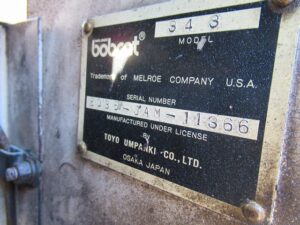 bobcat®
343
MODEL
Trademark of MELROE COMPANY U.S.A.
SERIAL NUMBER
MANUFACTURED UNDER LICENSE
BY
TOYO UMPANKI CO., LTD.
OSAKA JAPAN